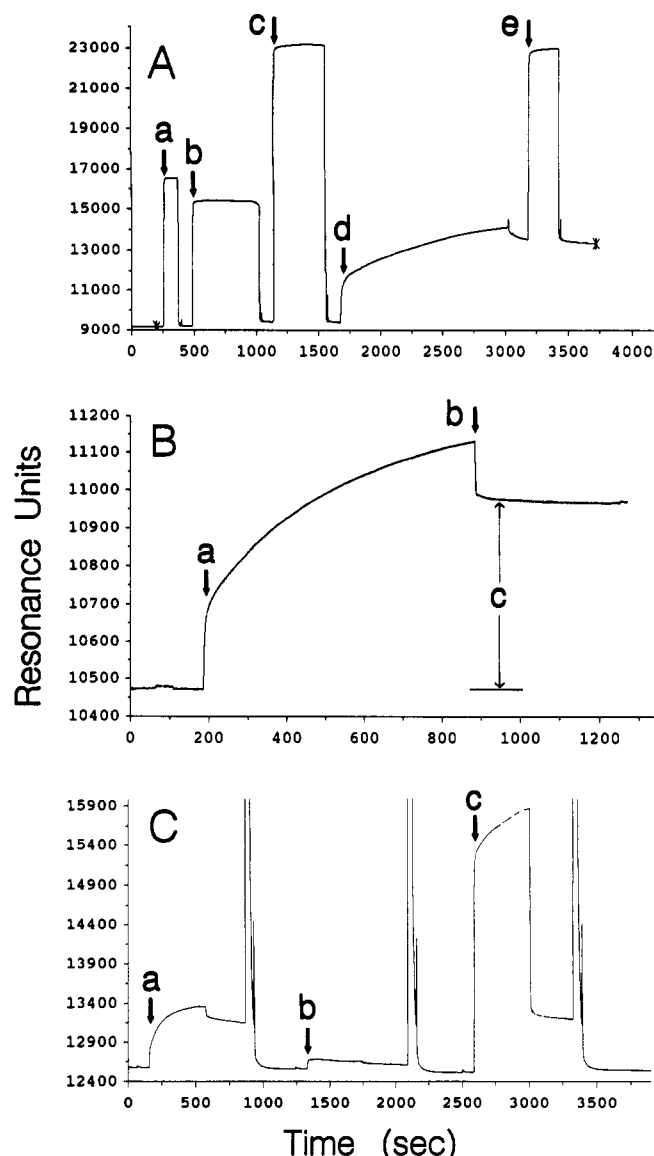 A
a
b
c
d
e
23000
21000
19000
17000
15000
13000
11000
9000
0 500 1000 1500 2000 2500 3000 3500 4000
B
a
b
c
11200
11100
11000
10900
10800
10700
10600
10500
10400
0 200 400 600 800 1000 1200
C
a
b
c
15900
15400
14900
14400
13900
13400
12900
12400
0 500 1000 1500 2000 2500 3000 3500
Resonance Units
Time (sec)